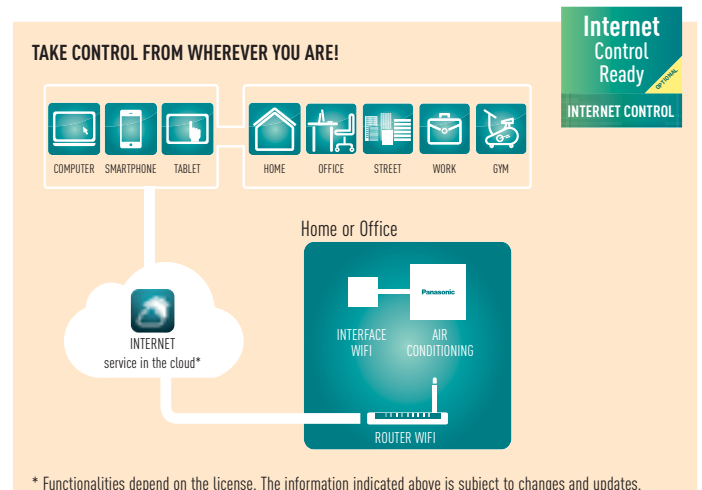 Internet
Control
Ready
OPTIONAL
INTERNET CONTROL
TAKE CONTROL FROM WHEREVER YOU ARE!
COMPUTER SMARTPHONE TABLET HOME OFFICE STREET WORK GYM
Home or Office
Panasonic
INTERFACE WIFI
AIR CONDITIONING
INTERNET
service in the cloud*
ROUTER WIFI
* Functionalities depend on the license. The information indicated above is subject to changes and updates.